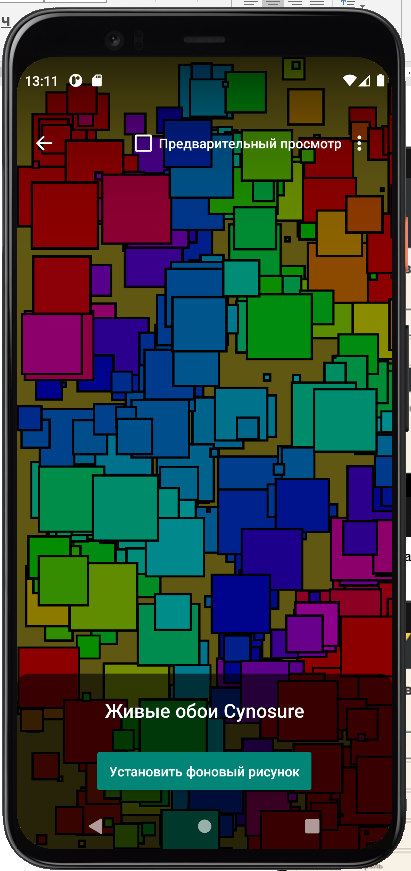 13:11
Предварительный просмотр
Живые обои Cynosure
Установить фоновый рисунок